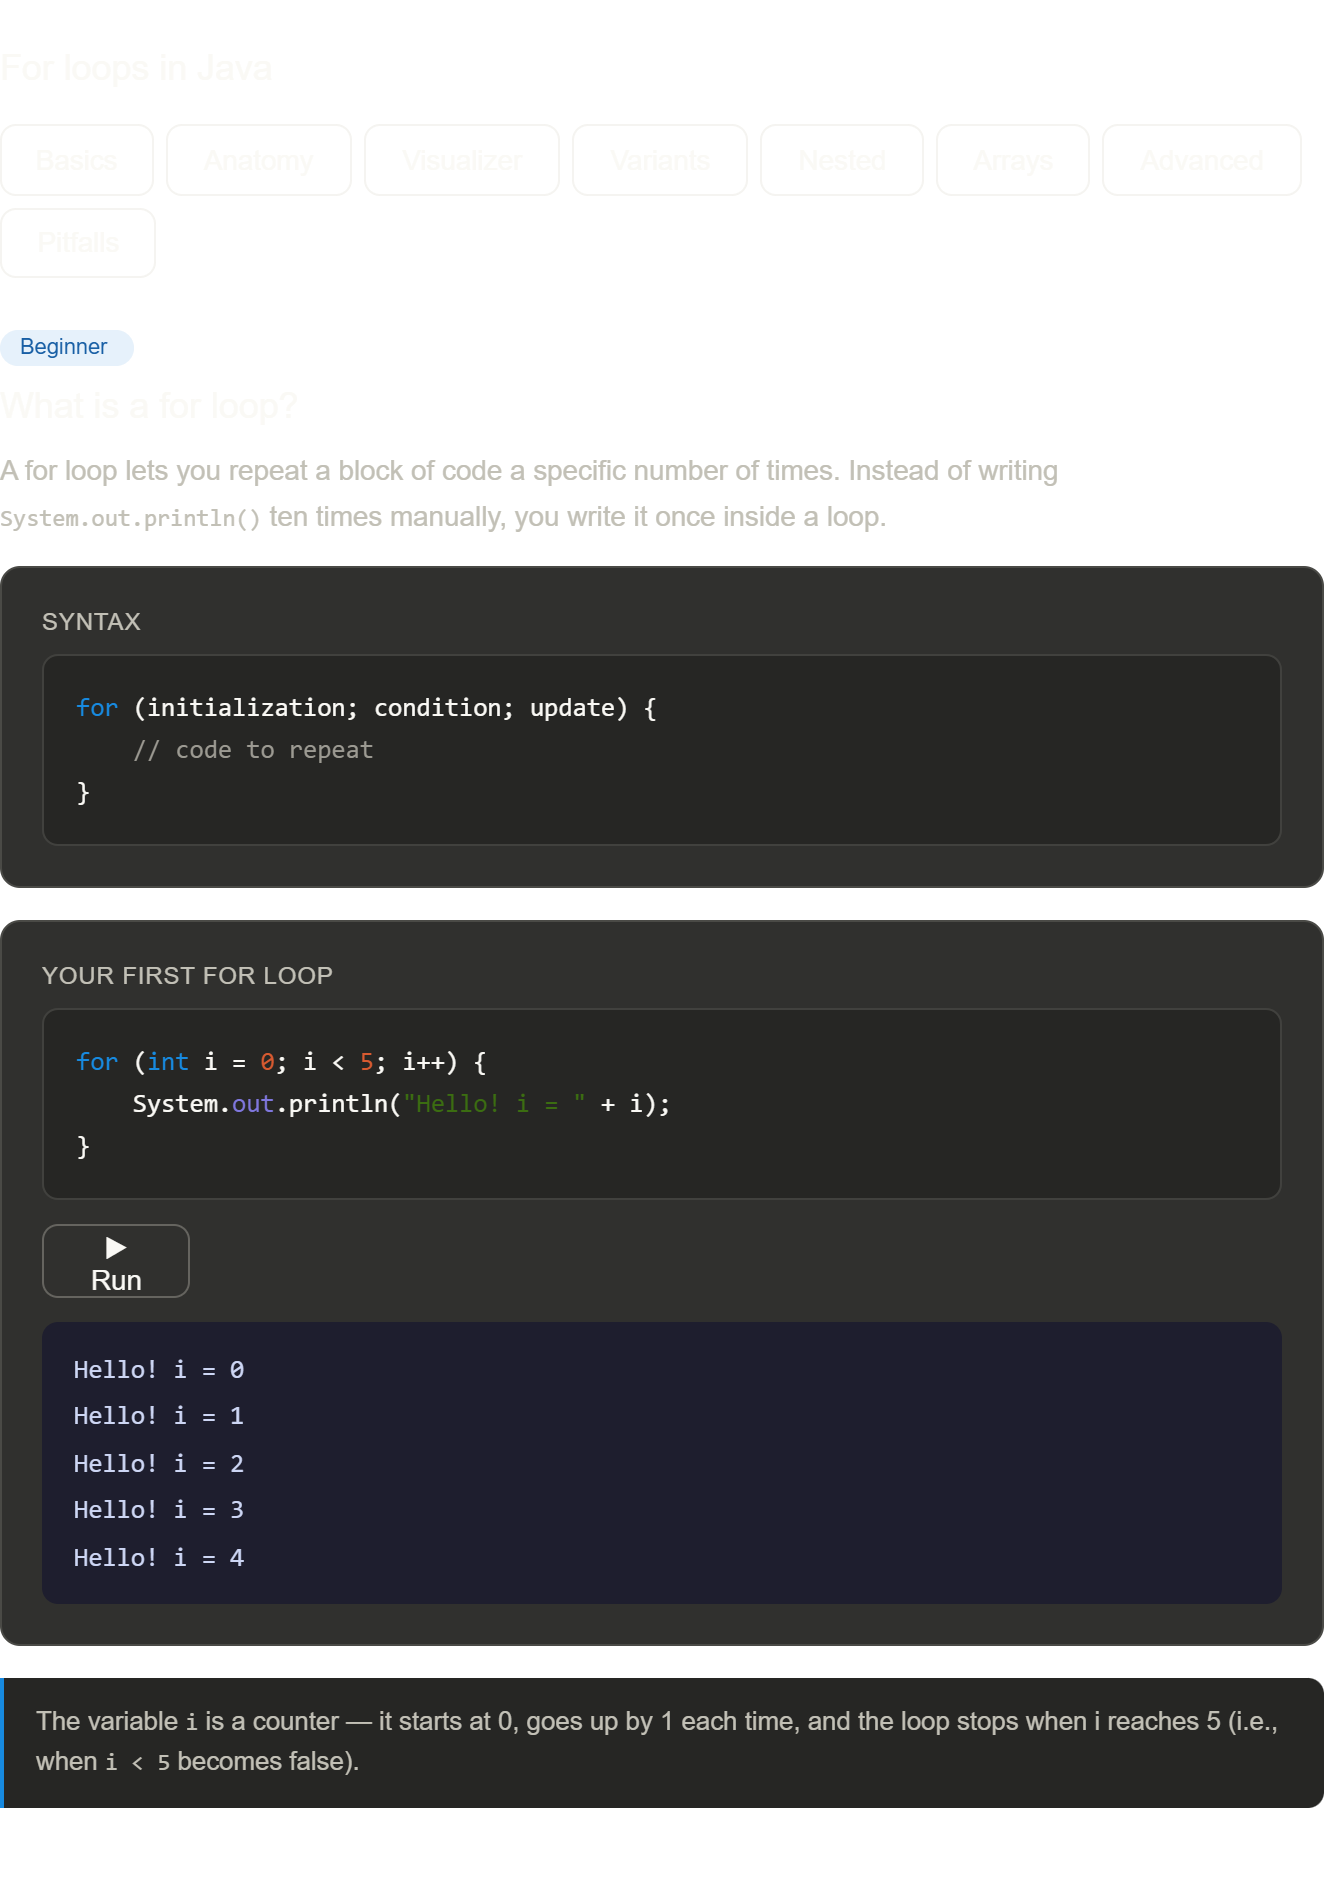 For loops in Java
Basics Anatomy Visualizer Variants Nested Arrays Advanced
Pitfalls
Beginner
What is a for loop?
A for loop lets you repeat a block of code a specific number of times. Instead of writing
System.out.println() ten times manually, you write it once inside a loop.
SYNTAX
for (initialization; condition; update) {
    // code to repeat
}
YOUR FIRST FOR LOOP
for (int i = 0; i < 5; i++) {
    System.out.println("Hello! i = " + i);
}
▶
Run
Hello! i = 0
Hello! i = 1
Hello! i = 2
Hello! i = 3
Hello! i = 4
The variable i is a counter — it starts at 0, goes up by 1 each time, and the loop stops when i reaches 5 (i.e.,
when i < 5 becomes false).